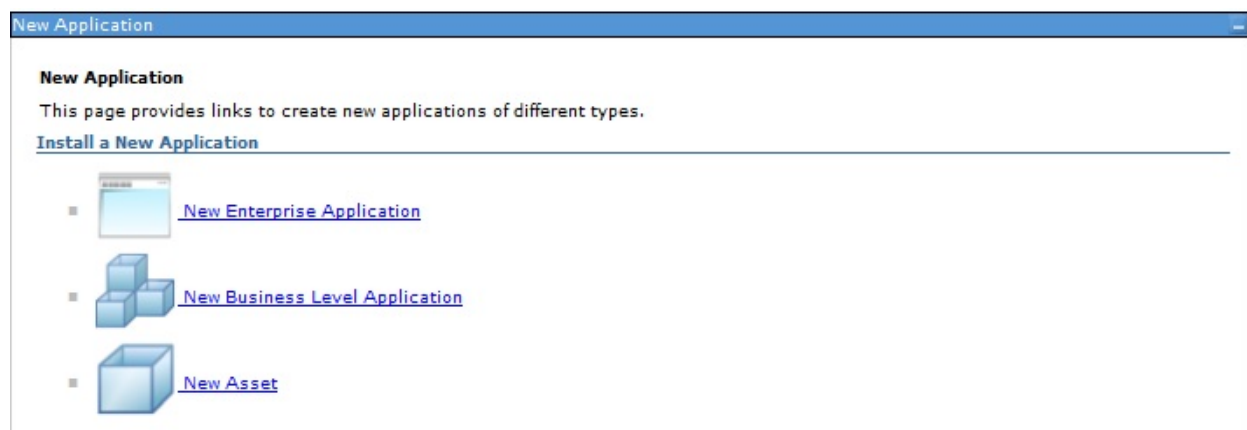 New Application
New Application
This page provides links to create new applications of different types.
Install a New Application
New Enterprise Application
New Business Level Application
New Asset